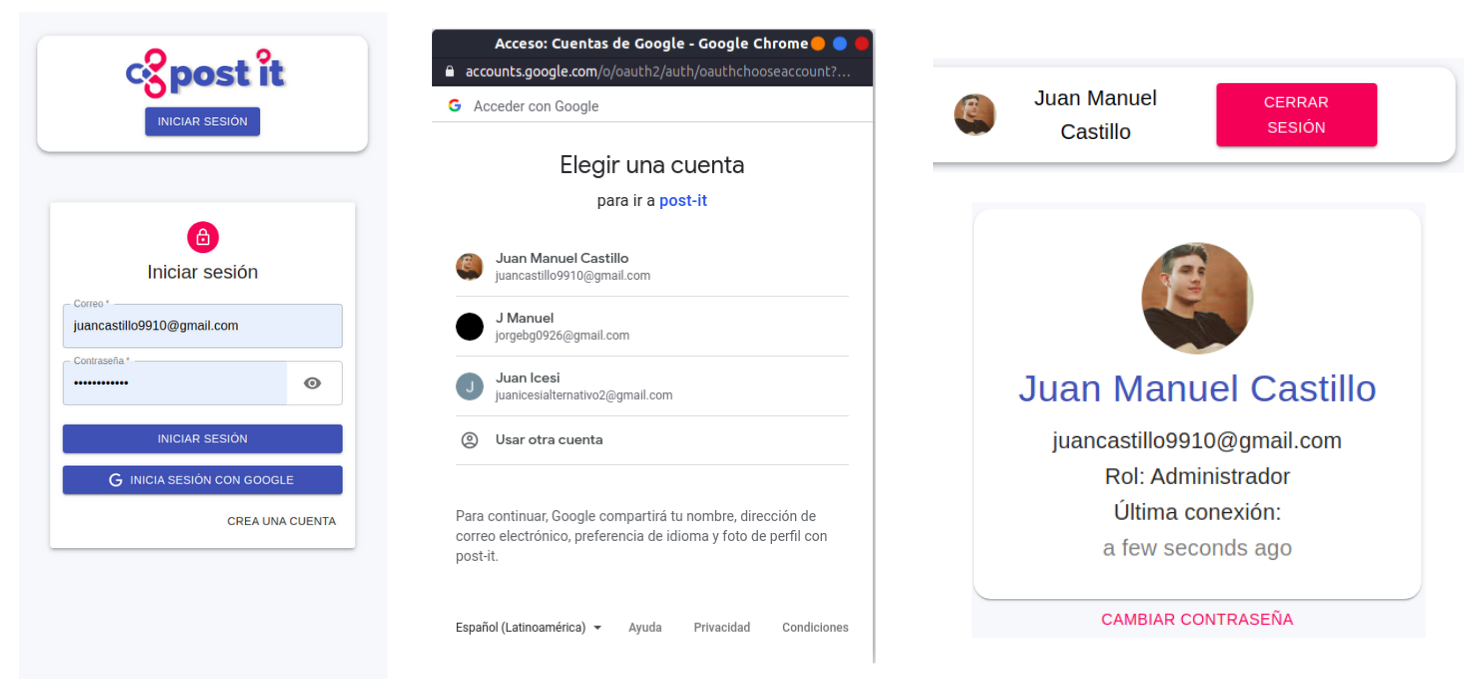 post it
INICIAR SESIÓN
Iniciar sesión
Correo *
juancastillo9910@gmail.com
Contraseña *
••••••••••••
INICIAR SESIÓN
G INICIA SESIÓN CON GOOGLE
CREA UNA CUENTA
Acceso: Cuentas de Google - Google Chrome
accounts.google.com/o/oauth2/auth/oauthchooseaccount?...
G Acceder con Google
Elegir una cuenta
para ir a post-it
Juan Manuel Castillo
juancastillo9910@gmail.com
J Manuel
jorgebg0926@gmail.com
J
Juan Icesi
juanicesialternativo2@gmail.com
Usar otra cuenta
Para continuar, Google compartirá tu nombre, dirección de
correo electrónico, preferencia de idioma y foto de perfil con
post-it.
Español (Latinoamérica) Ayuda Privacidad Condiciones
Juan Manuel
Castillo
CERRAR
SESIÓN
Juan Manuel Castillo
juancastillo9910@gmail.com
Rol: Administrador
Última conexión:
a few seconds ago
CAMBIAR CONTRASEÑA